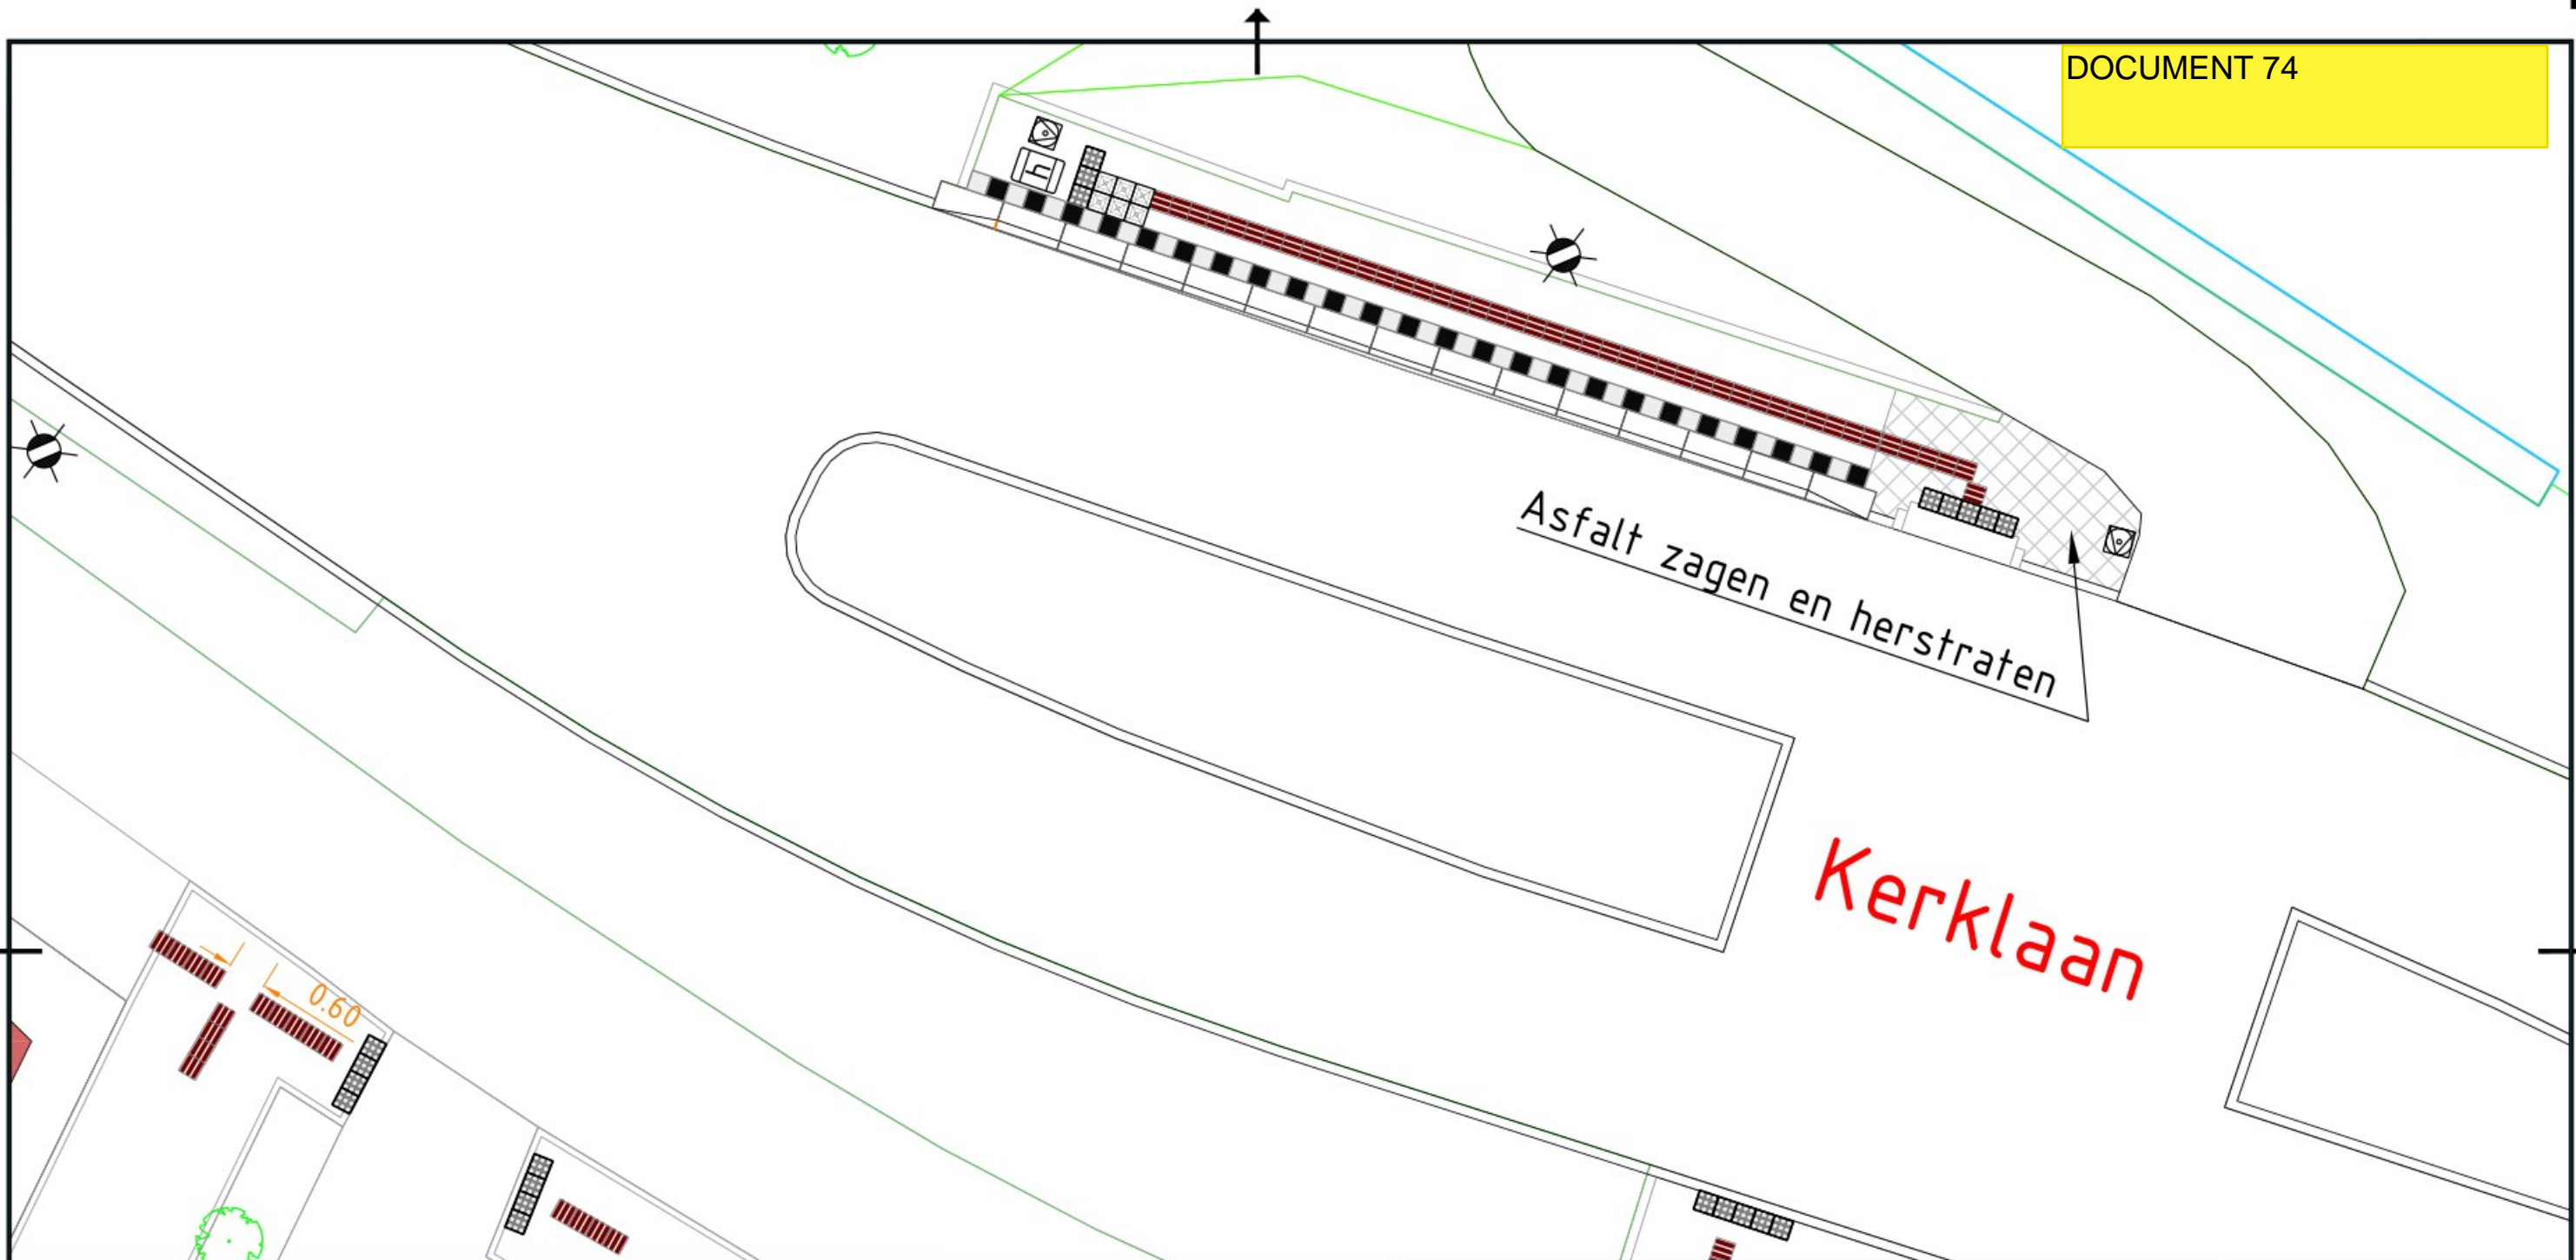 DOCUMENT 74
h
Asfalt zagen en herstraten
Kerklaan
0.60